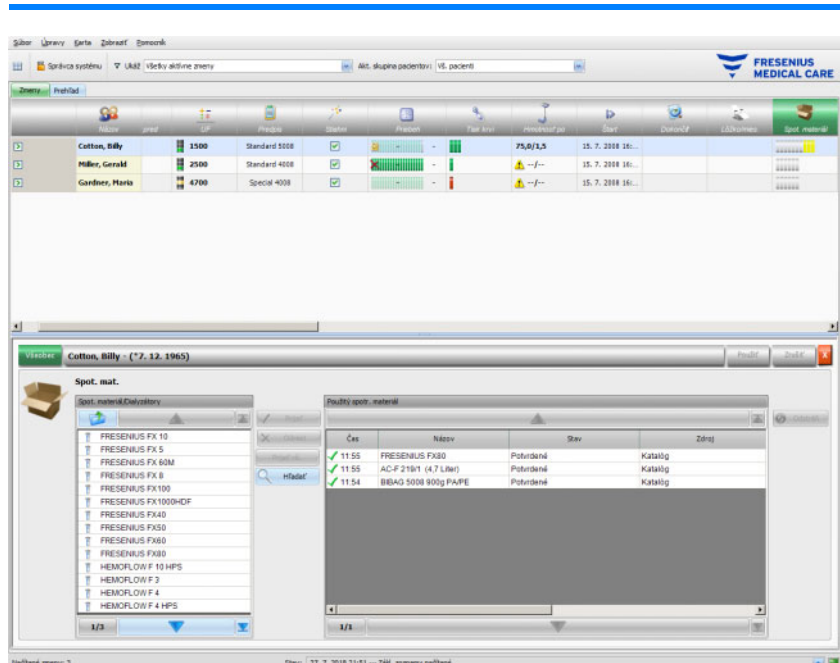 Súbor Úpravy Karta Zobraziť Pomocník
Správca systému Ukáž Všetky aktívne zmeny Akt. skupina pacientov: Vš. pacienti
FRESENIUS
MEDICAL CARE
Zmeny Prehľad
Názov pred UF Predpis Sťahov Priebeh Tlak krvi Hmotnosť po Štart Dokončiť Spot. materiál
Cotton, Billy 1500 Standard 5008 - - 75,0/1,5 15. 7. 2008 16:...
Miller, Gerald 2500 Standard 4008 - - --/-- 15. 7. 2008 16:...
Gardner, Maria 4700 Special 4008 - - --/-- 15. 7. 2008 16:...
Všeobec Cotton, Billy - (*7. 12. 1965) Použiť Zrušiť X
Spot. mat.
Spot. materiál/Dialyzátory Použitý spotr. materiál
Hľadať
Čas Názov Stav Zdroj
FRESENIUS FX 10
FRESENIUS FX 5
FRESENIUS FX 60M
FRESENIUS FX 8
FRESENIUS FX100
FRESENIUS FX1000HDF
FRESENIUS FX40
FRESENIUS FX50
FRESENIUS FX60
FRESENIUS FX80
HEMOFLOW F 10 HPS
HEMOFLOW F 3
HEMOFLOW F 4
HEMOFLOW F 4 HPS
11:55 FRESENIUS FX80 Potvrdené Katalóg
11:55 AC-F 219/1 (4,7 Liter) Potvrdené Katalóg
11:54 BIBAG 5008 900g PA/PE Potvrdené Katalóg
1/3 1/1